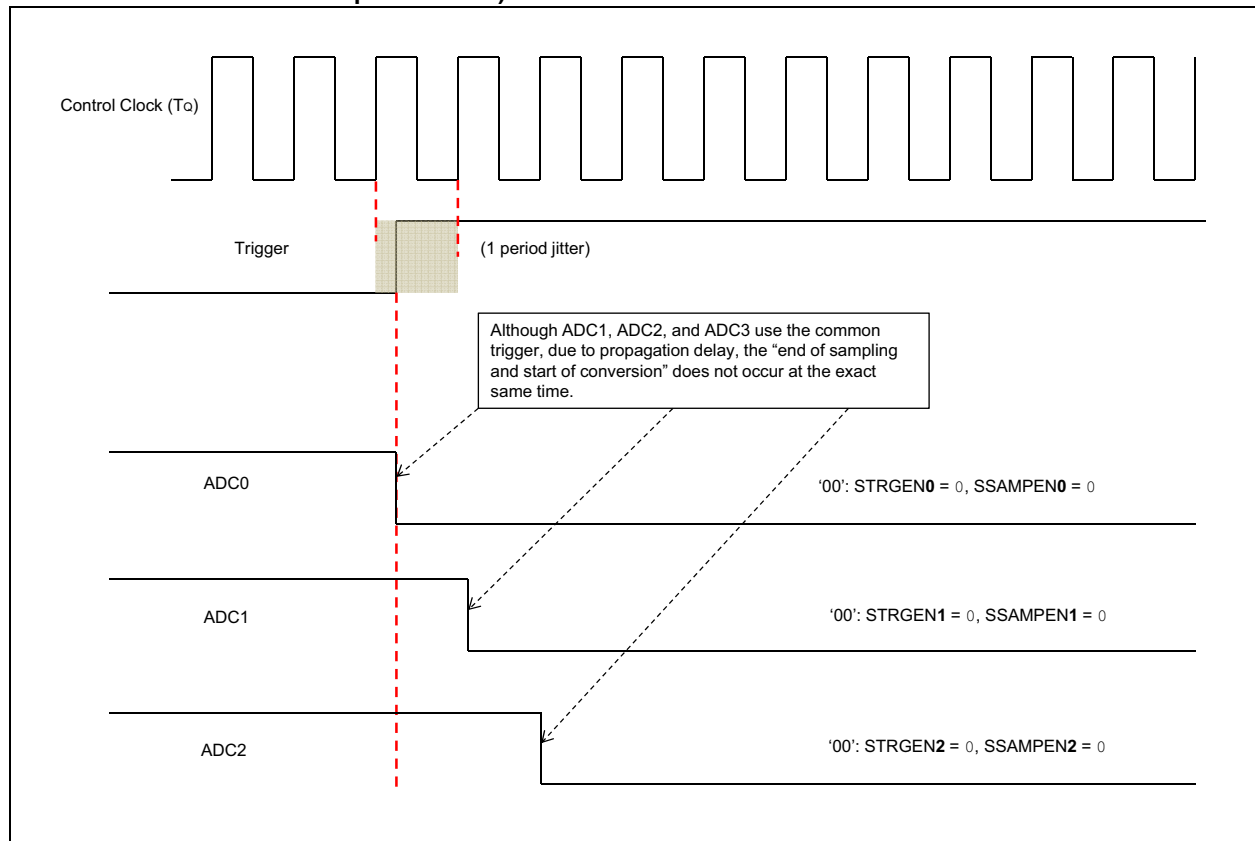 Control Clock (TQ)
Trigger
(1 period jitter)
Although ADC1, ADC2, and ADC3 use the common
trigger, due to propagation delay, the “end of sampling
and start of conversion” does not occur at the exact
same time.
ADC0
‘00’: STRGEN0 = 0, SSAMPEN0 = 0
ADC1
‘00’: STRGEN1 = 0, SSAMPEN1 = 0
ADC2
‘00’: STRGEN2 = 0, SSAMPEN2 = 0